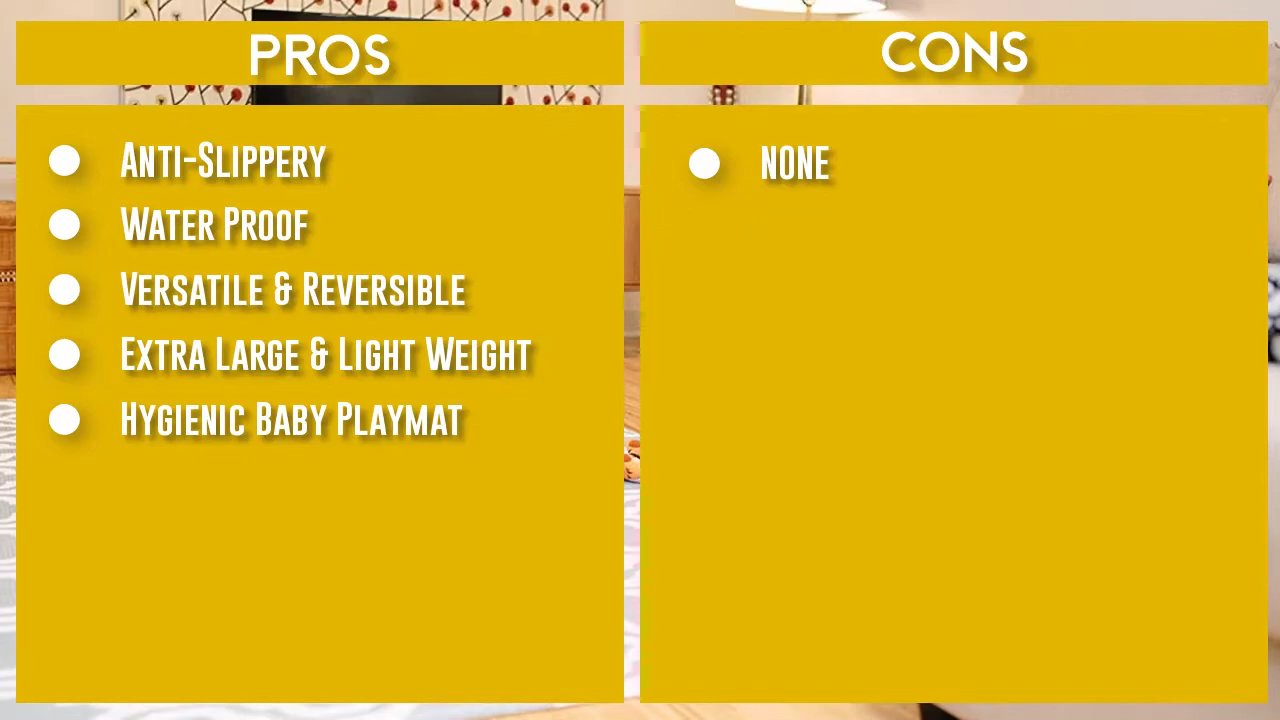 PROS
Anti-Slippery
Water Proof
Versatile & Reversible
Extra Large & Light Weight
Hygienic Baby Playmat
CONS
NONE